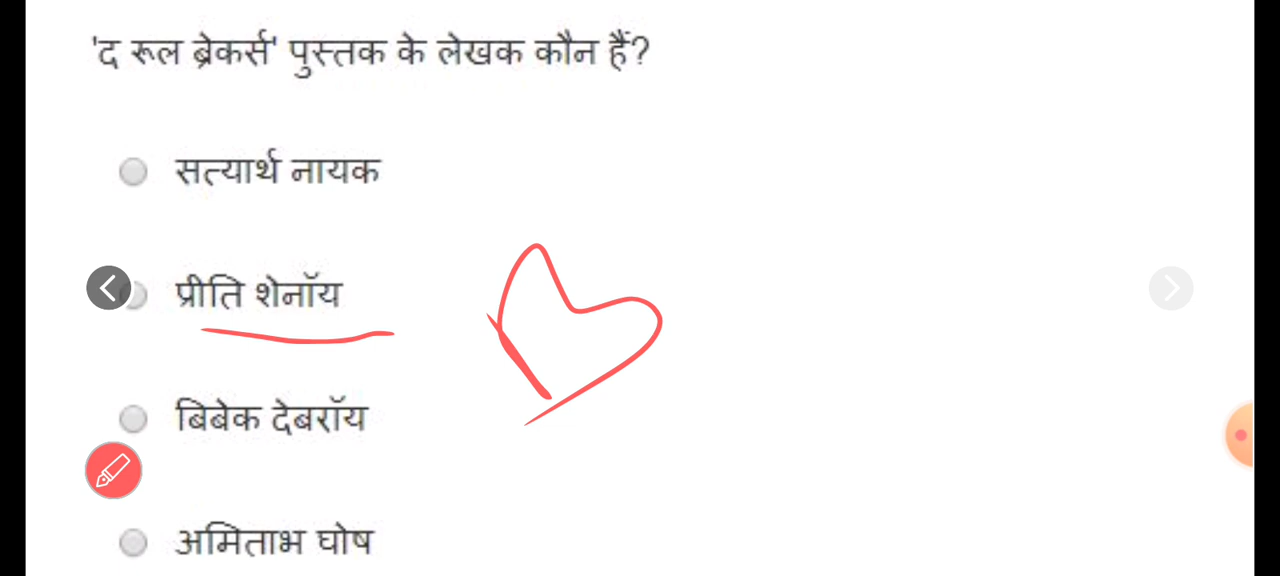 'द रूल ब्रेकर्स' पुस्तक के लेखक कौन हैं?
सत्यार्थ नायक
प्रीति शेनॉय
बिबेक देबरॉय
अमिताभ घोष